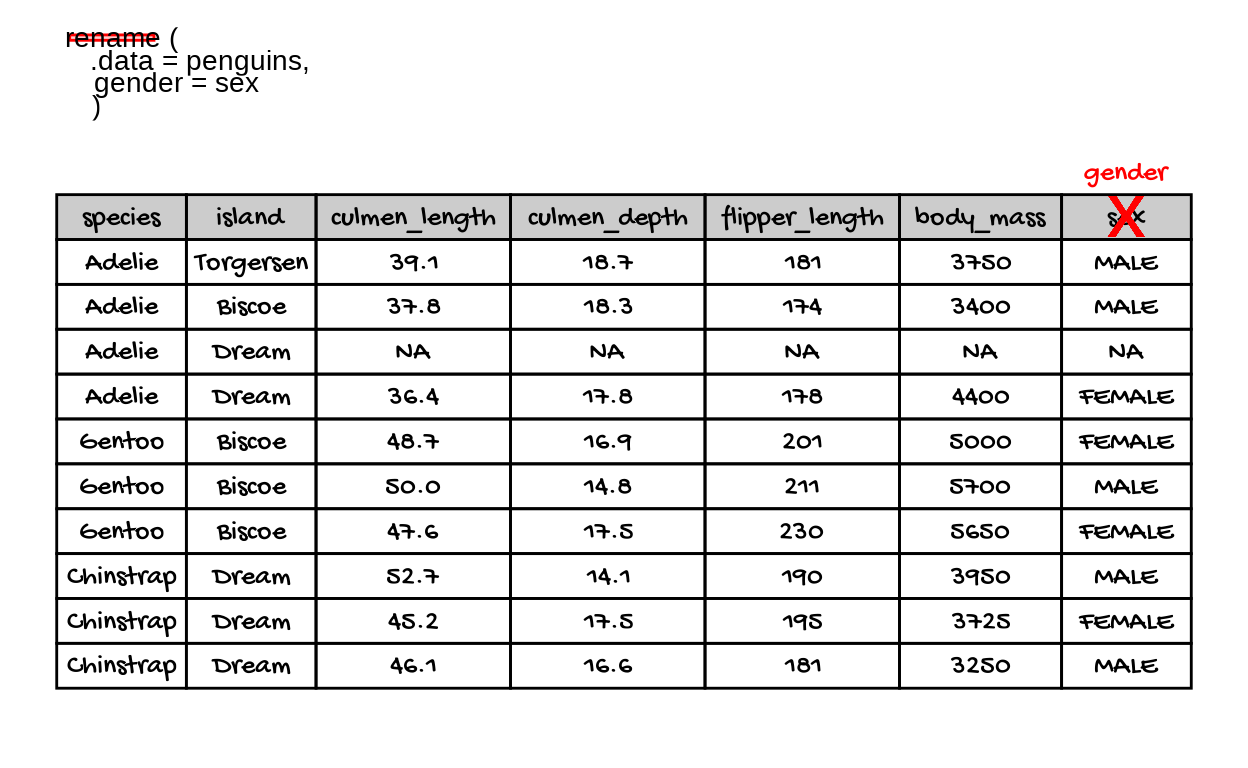 rename (
.data = penguins,
gender = sex
)
gender
species island culmen_length culmen_depth flipper_length body_mass sex
Adelie Torgersen 39.1 18.7 181 3750 MALE
Adelie Biscoe 37.8 18.3 174 3400 MALE
Adelie Dream NA NA NA NA NA
Adelie Dream 36.4 17.8 178 4400 FEMALE
Gentoo Biscoe 48.7 16.9 201 5000 FEMALE
Gentoo Biscoe 50.0 14.8 211 5700 MALE
Gentoo Biscoe 47.6 17.5 230 5650 FEMALE
Chinstrap Dream 52.7 14.1 190 3950 MALE
Chinstrap Dream 45.2 17.5 195 3725 FEMALE
Chinstrap Dream 46.1 16.6 181 3250 MALE